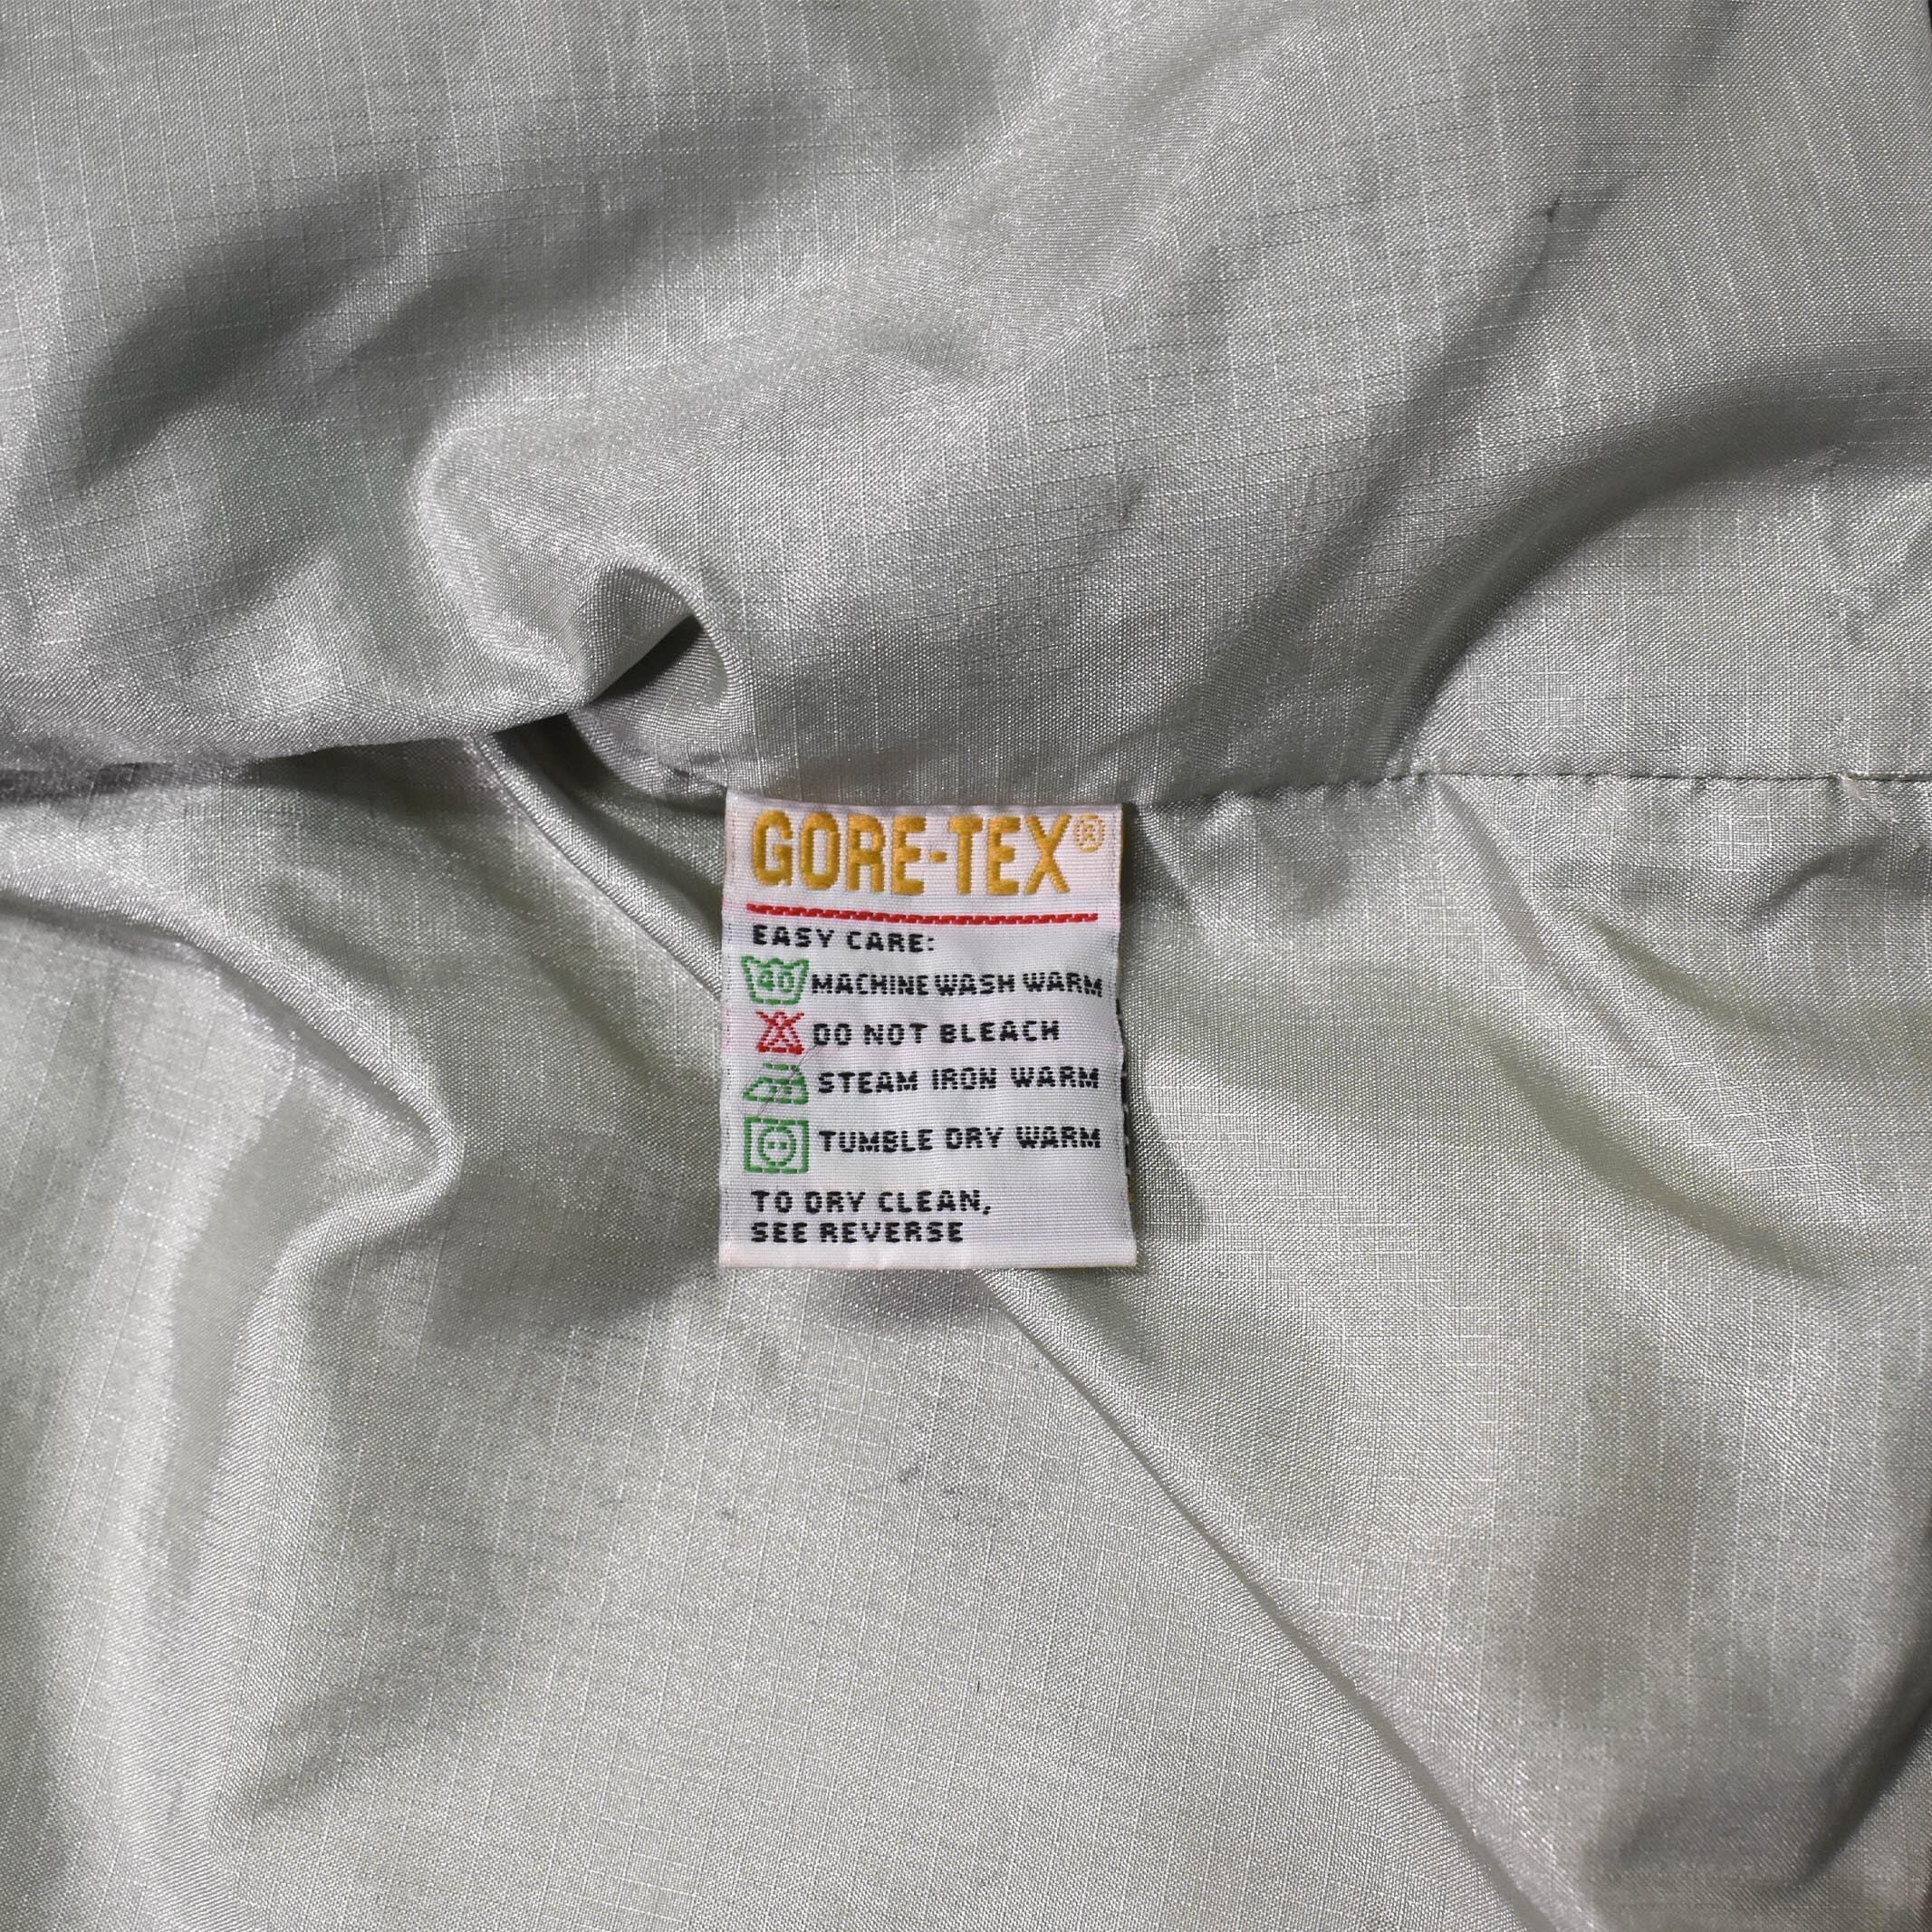 GORE-TEX®
EASY CARE:
40 MACHINE WASH WARM
DO NOT BLEACH
STEAM IRON WARM
TUMBLE DRY WARM
TO DRY CLEAN,
SEE REVERSE